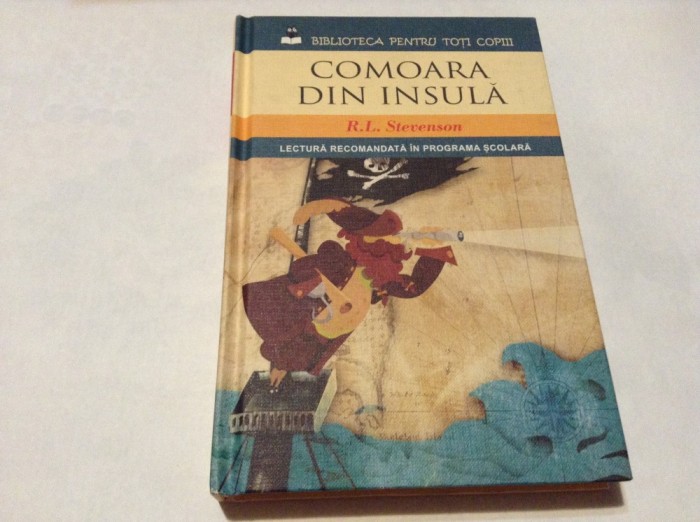 BIBLIOTECA PENTRU TOȚI COPIII
COMOARA
DIN INSULĂ
R.L. Stevenson
LECTURĂ RECOMANDATĂ ÎN PROGRAMA ȘCOLARĂ